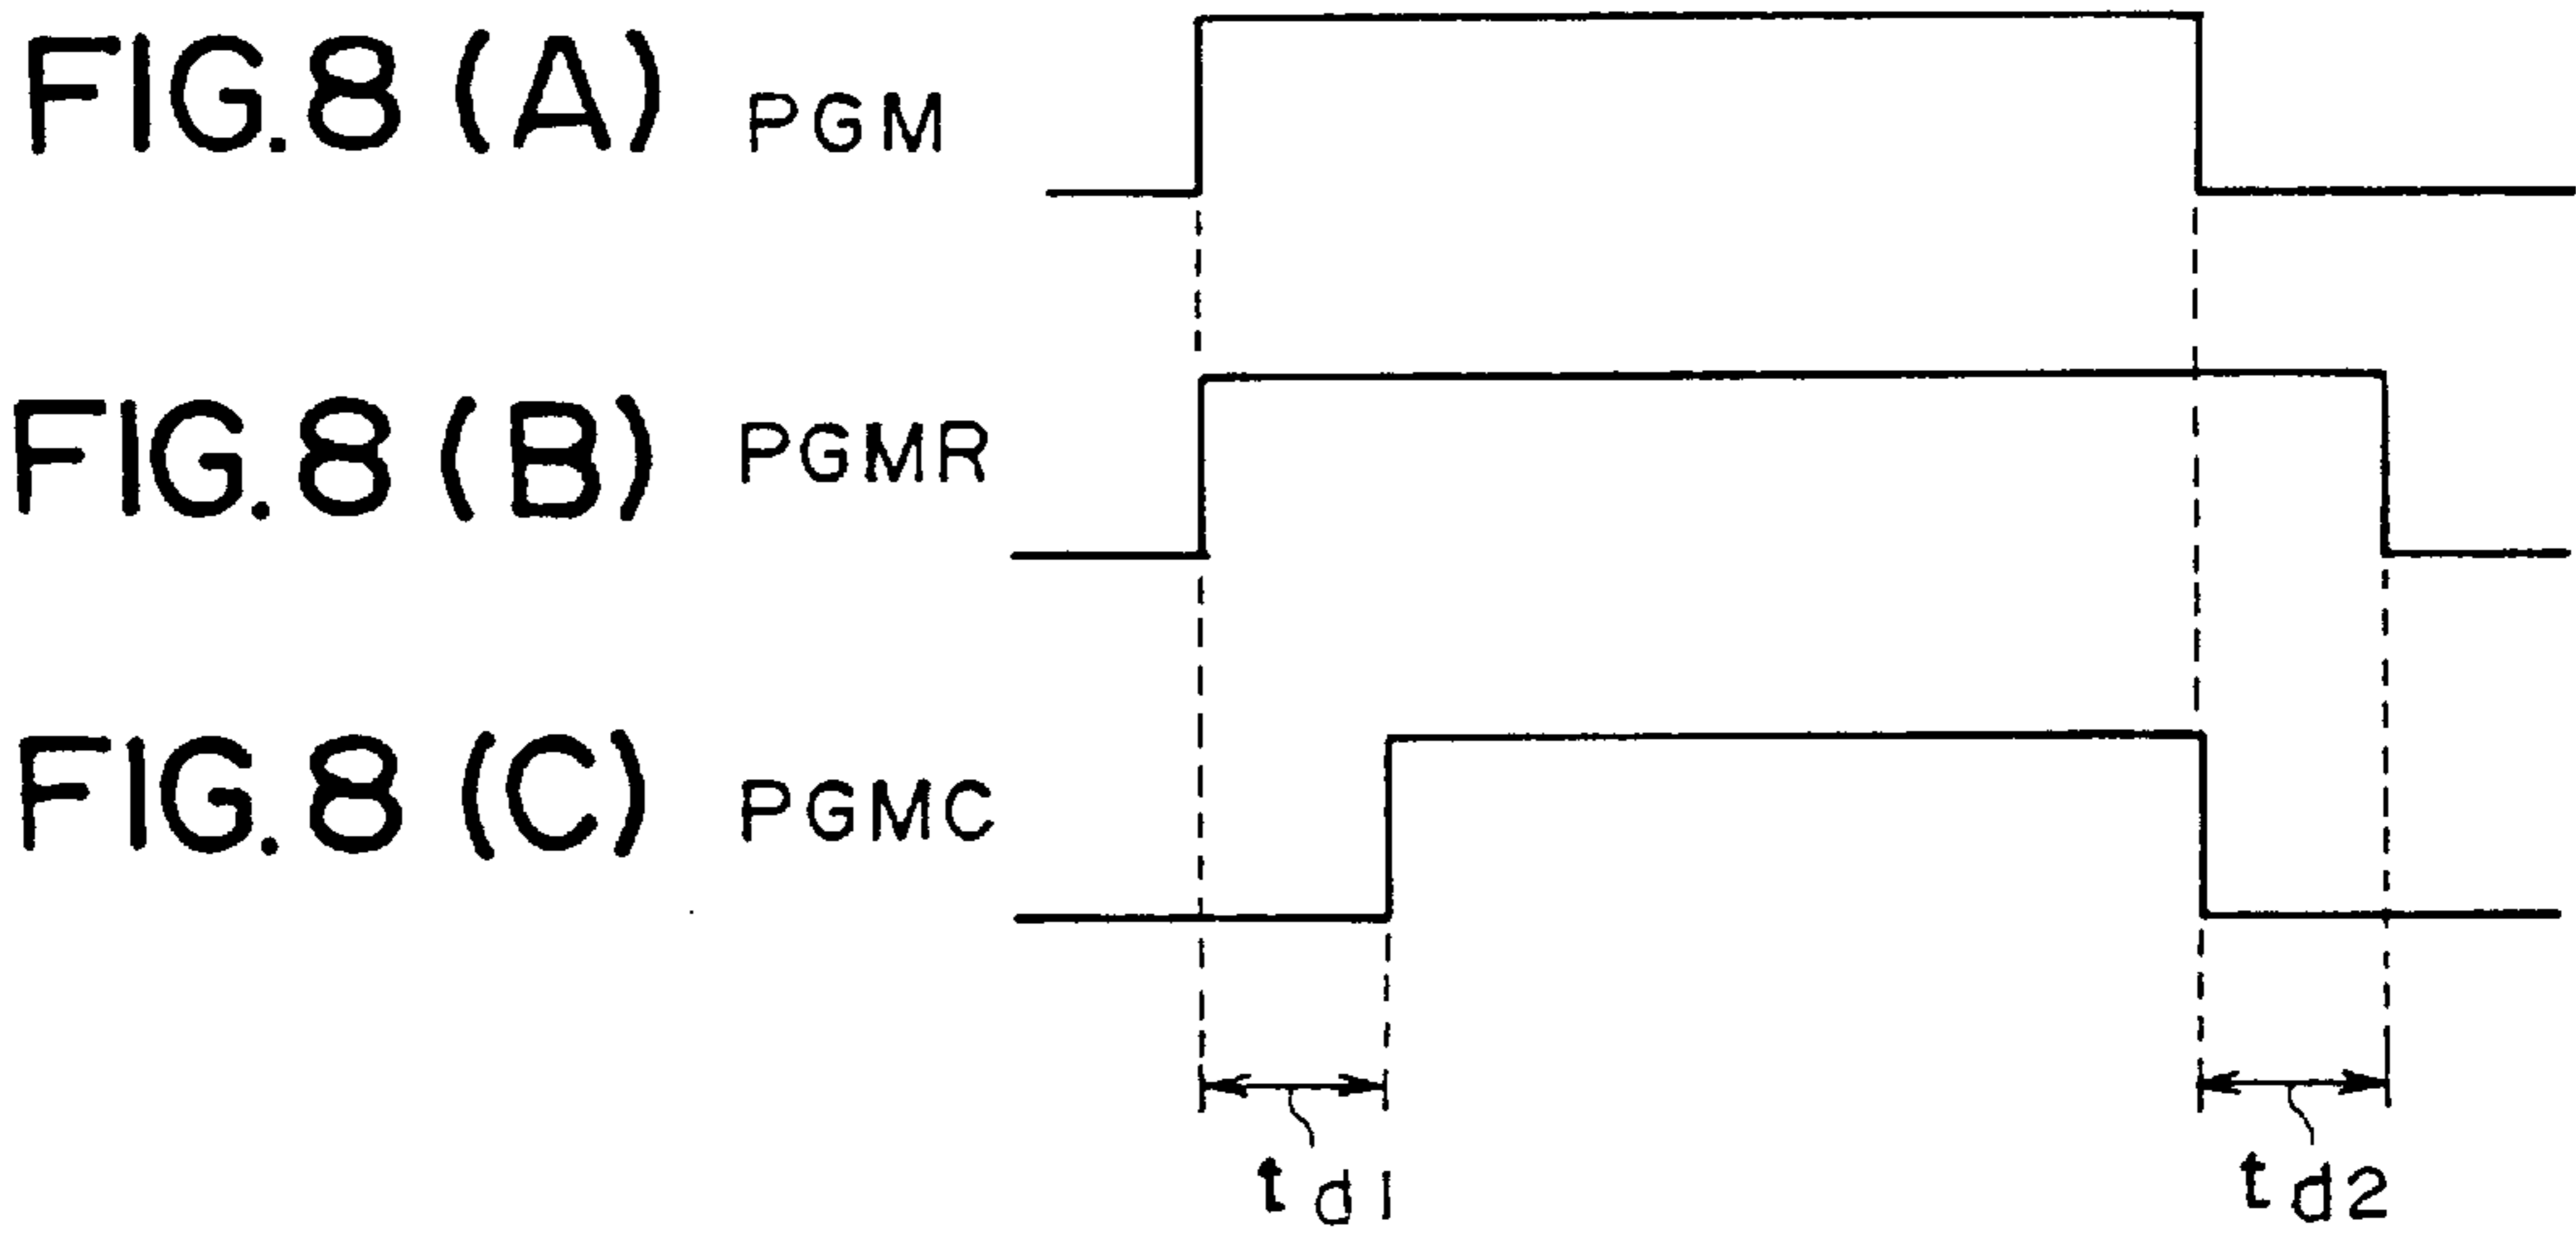 FIG.8 (A) PGM
FIG.8 (B) PGMR
FIG.8 (C) PGMC
td1
td2